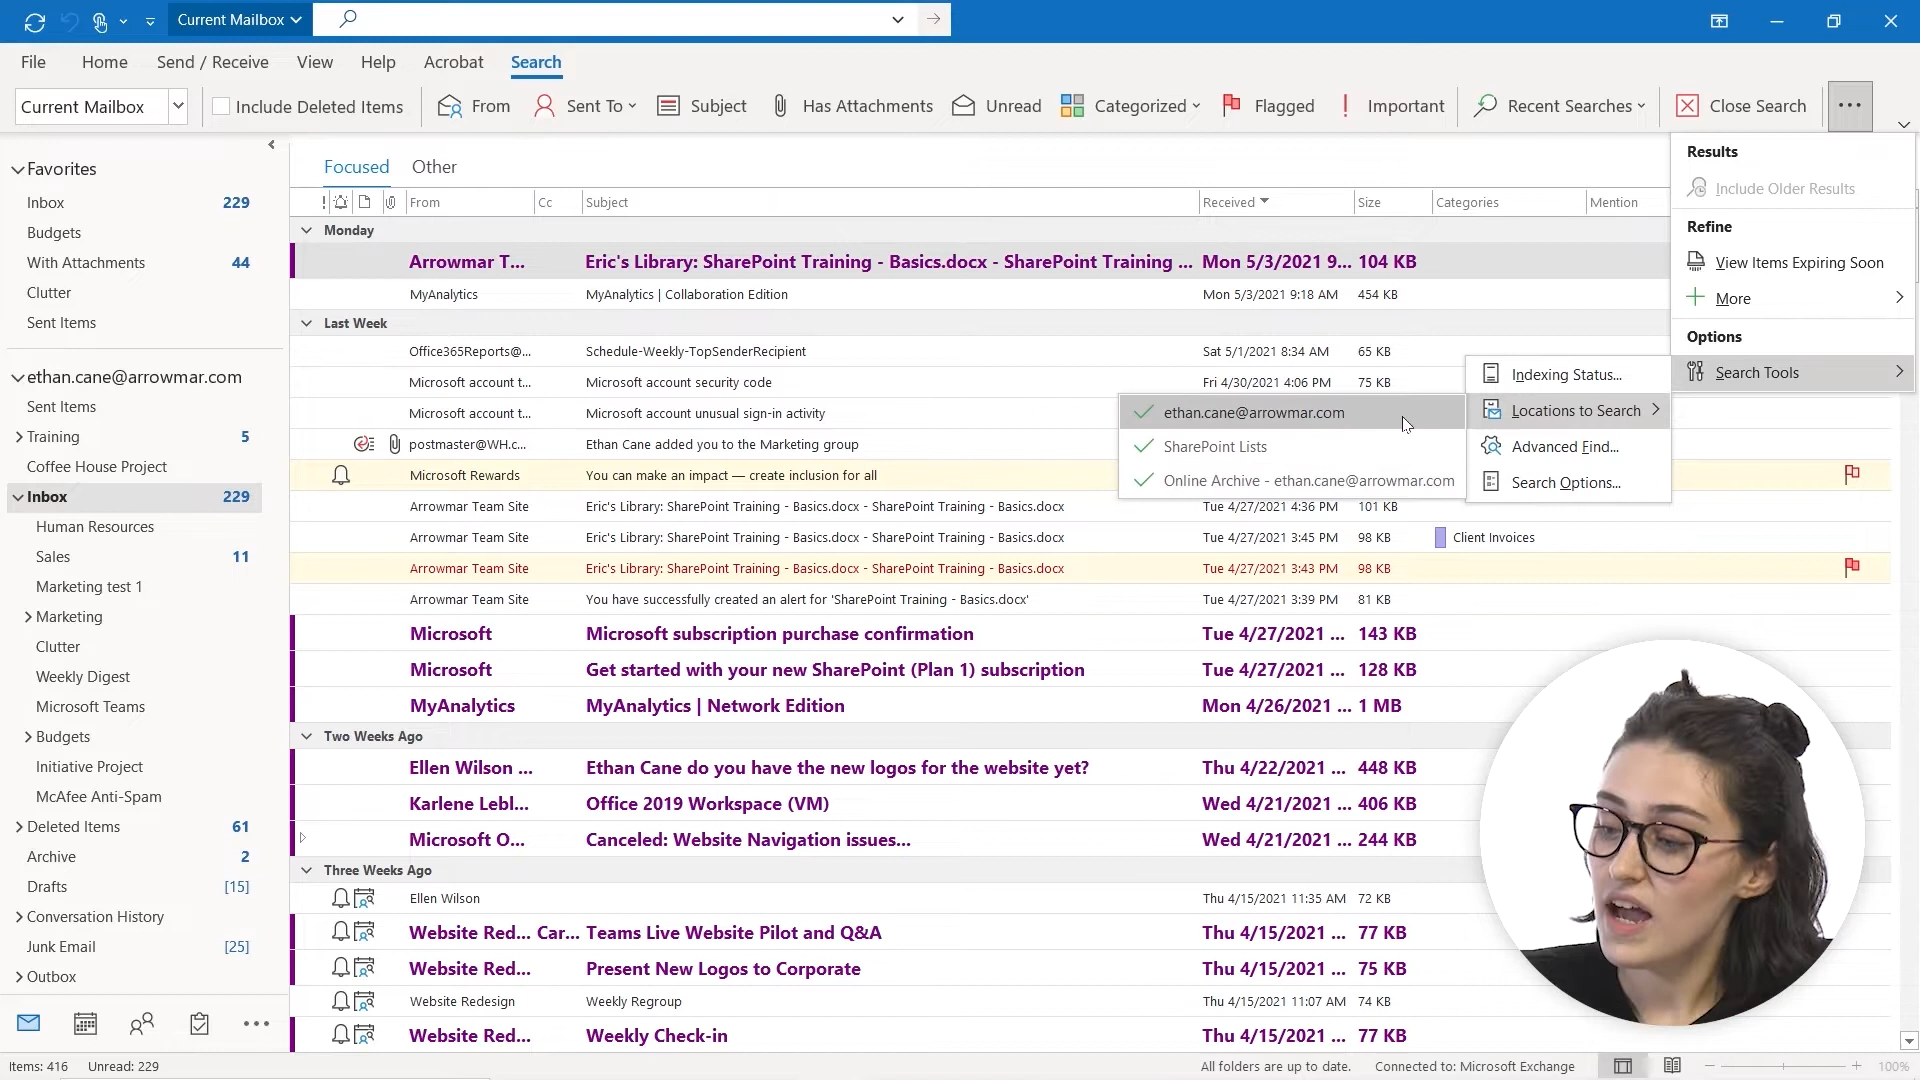 Current Mailbox
File Home Send / Receive View Help Acrobat Search
Current Mailbox Include Deleted Items From Sent To Subject Has Attachments Unread Categorized Flagged ! Important Recent Searches Close Search ...
Results
Include Older Results
Refine
View Items Expiring Soon
More
Options
Search Tools
Indexing Status...
Locations to Search
Advanced Find...
Search Options...
ethan.cane@arrowmar.com
SharePoint Lists
Online Archive - ethan.cane@arrowmar.com
Favorites
Inbox 229
Budgets
With Attachments 44
Clutter
Sent Items
ethan.cane@arrowmar.com
Sent Items
Training 5
Coffee House Project
Inbox 229
Human Resources
Sales 11
Marketing test 1
Marketing
Clutter
Weekly Digest
Microsoft Teams
Budgets
Initiative Project
McAfee Anti-Spam
Deleted Items 61
Archive 2
Drafts [15]
Conversation History
Junk Email [25]
Outbox
Focused Other
! From Cc Subject Received Size Categories Mention
Monday
Arrowmar T... Eric's Library: SharePoint Training - Basics.docx - SharePoint Training ... Mon 5/3/2021 9... 104 KB
MyAnalytics MyAnalytics | Collaboration Edition Mon 5/3/2021 9:18 AM 454 KB
Last Week
Office365Reports@... Schedule-Weekly-TopSenderRecipient Sat 5/1/2021 8:34 AM 65 KB
Microsoft account t... Microsoft account security code Fri 4/30/2021 4:06 PM 75 KB
Microsoft account t... Microsoft account unusual sign-in activity
postmaster@WH.c... Ethan Cane added you to the Marketing group
Microsoft Rewards You can make an impact — create inclusion for all
Arrowmar Team Site Eric's Library: SharePoint Training - Basics.docx - SharePoint Training - Basics.docx Tue 4/27/2021 4:36 PM 101 KB
Arrowmar Team Site Eric's Library: SharePoint Training - Basics.docx - SharePoint Training - Basics.docx Tue 4/27/2021 3:45 PM 98 KB Client Invoices
Arrowmar Team Site Eric's Library: SharePoint Training - Basics.docx - SharePoint Training - Basics.docx Tue 4/27/2021 3:43 PM 98 KB
Arrowmar Team Site You have successfully created an alert for 'SharePoint Training - Basics.docx' Tue 4/27/2021 3:39 PM 81 KB
Microsoft Microsoft subscription purchase confirmation Tue 4/27/2021 ... 143 KB
Microsoft Get started with your new SharePoint (Plan 1) subscription Tue 4/27/2021 ... 128 KB
MyAnalytics MyAnalytics | Network Edition Mon 4/26/2021 ... 1 MB
Two Weeks Ago
Ellen Wilson ... Ethan Cane do you have the new logos for the website yet? Thu 4/22/2021 ... 448 KB
Karlene Lebl... Office 2019 Workspace (VM) Wed 4/21/2021 ... 406 KB
Microsoft O... Canceled: Website Navigation issues... Wed 4/21/2021 ... 244 KB
Three Weeks Ago
Ellen Wilson Thu 4/15/2021 11:35 AM 72 KB
Website Red... Car... Teams Live Website Pilot and Q&A Thu 4/15/2021 ... 77 KB
Website Red... Present New Logos to Corporate Thu 4/15/2021 ... 75 KB
Website Redesign Weekly Regroup Thu 4/15/2021 11:07 AM 74 KB
Website Red... Weekly Check-in Thu 4/15/2021 ... 77 KB
Items: 416 Unread: 229 All folders are up to date. Connected to: Microsoft Exchange 100%